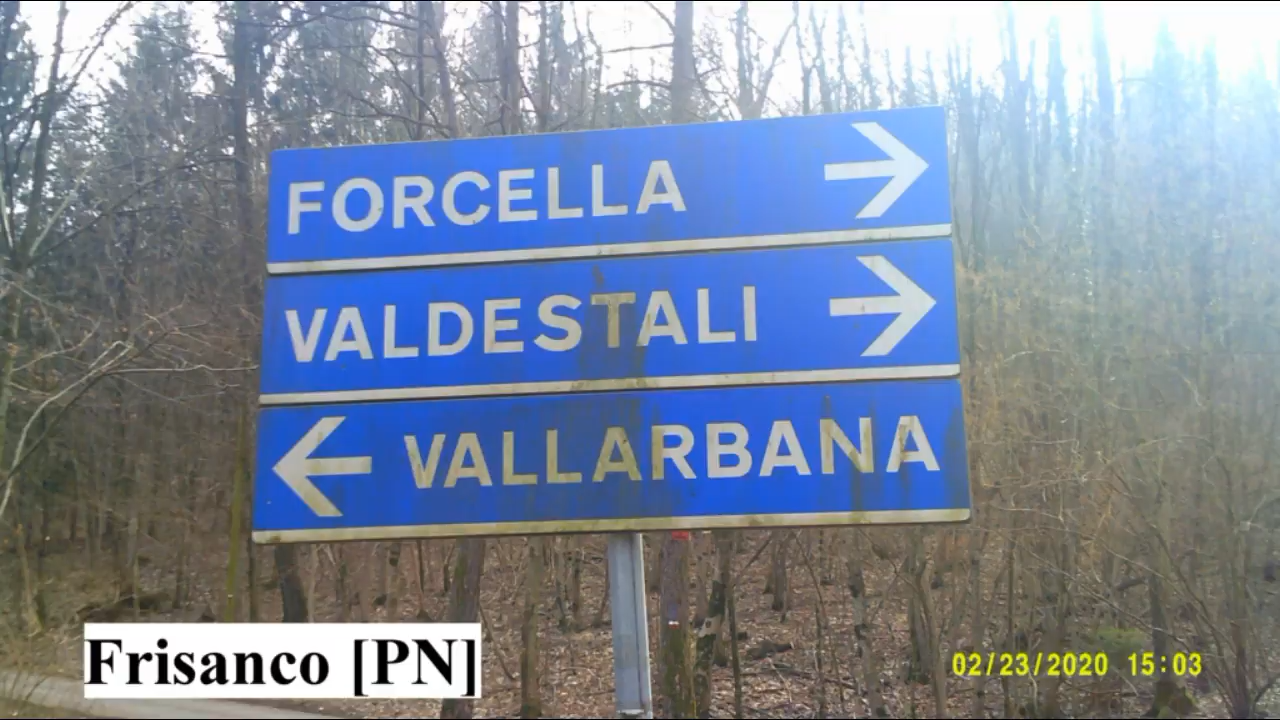 FORCELLA
VALDESTALI
VALLARBANA
Frisanco [PN]
02/23/2020 15:03